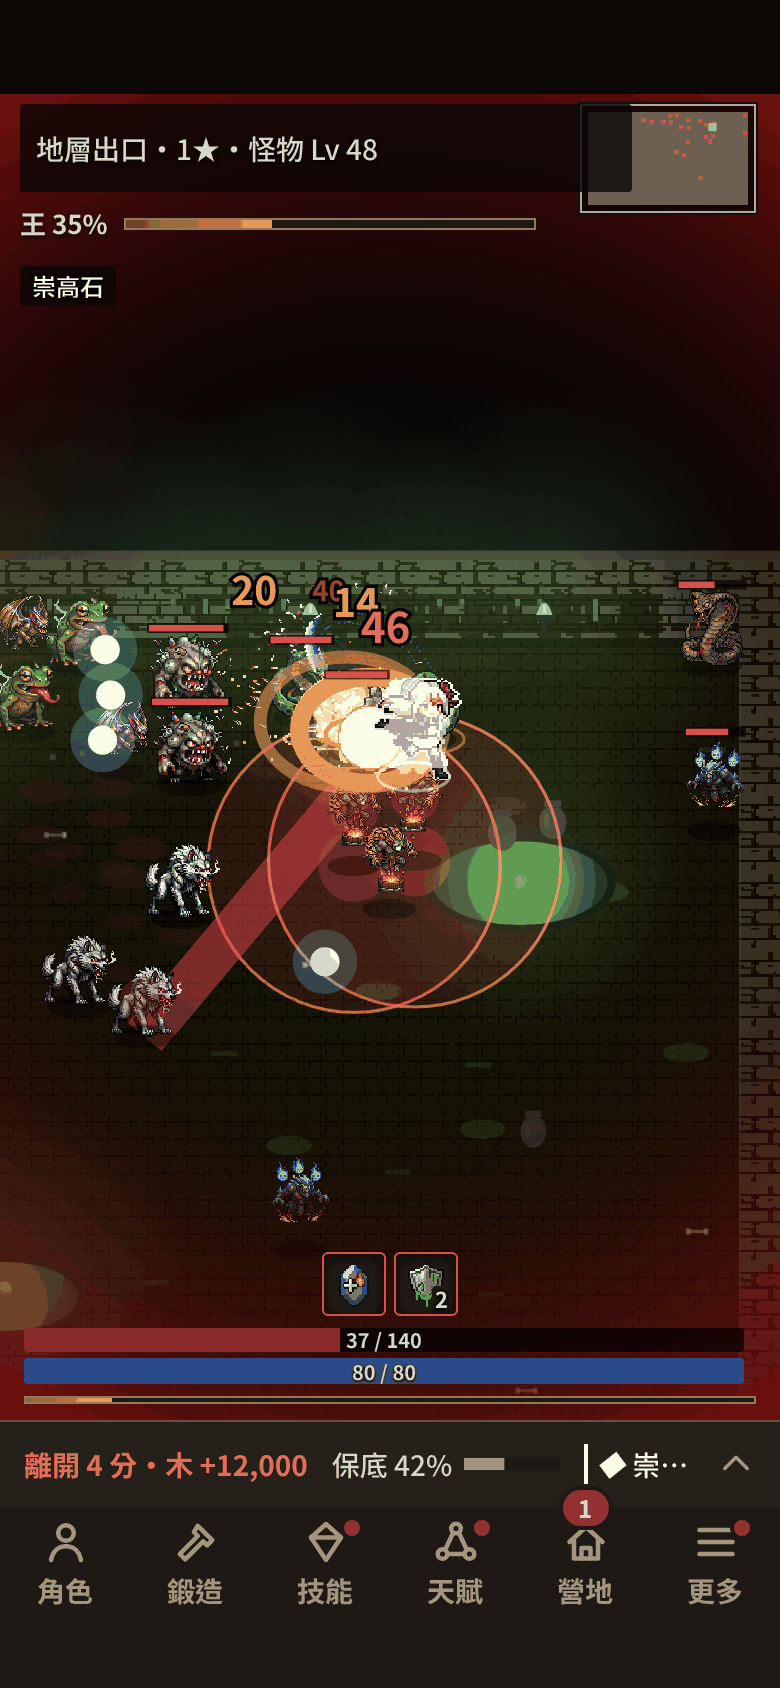 地層出口・1★・怪物 Lv 48
王 35%
崇高石
20
40
14
46
2
37 / 140
80 / 80
離開 4 分・木 +12,000
保底 42%
崇…
1
角色
鍛造
技能
天賦
營地
更多